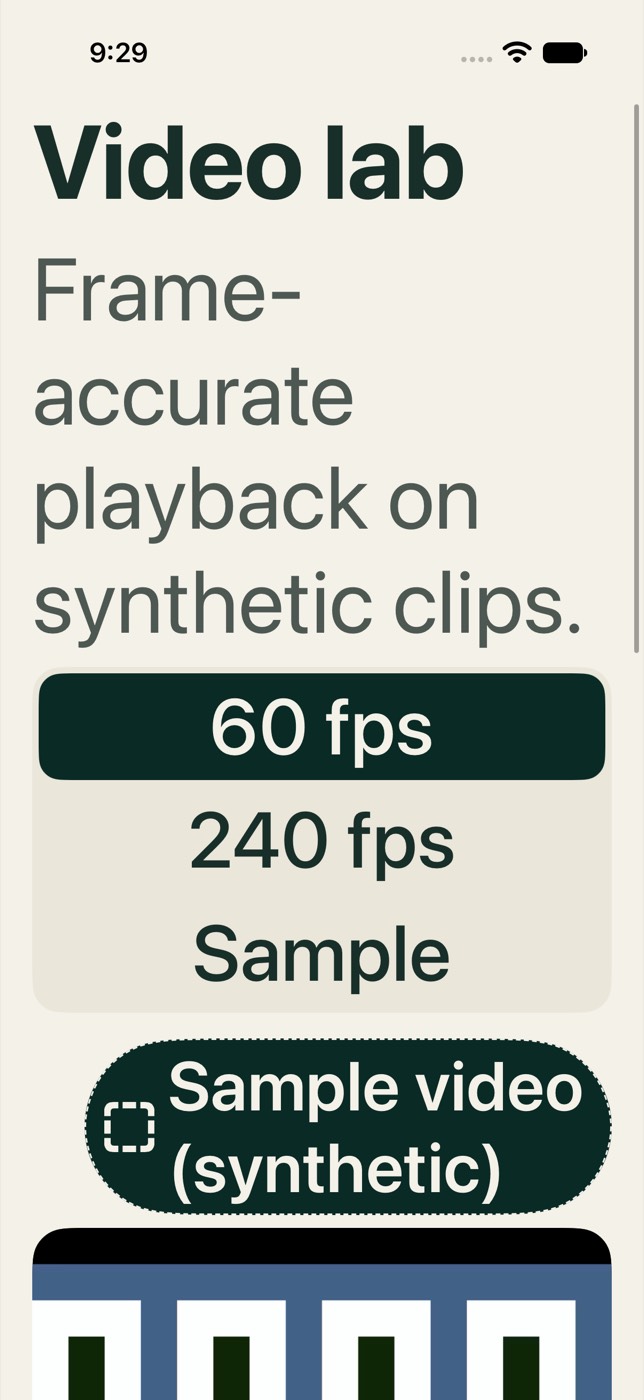 9:29
Video lab
Frame-
accurate
playback on
synthetic clips.
60 fps
240 fps
Sample
Sample video
(synthetic)